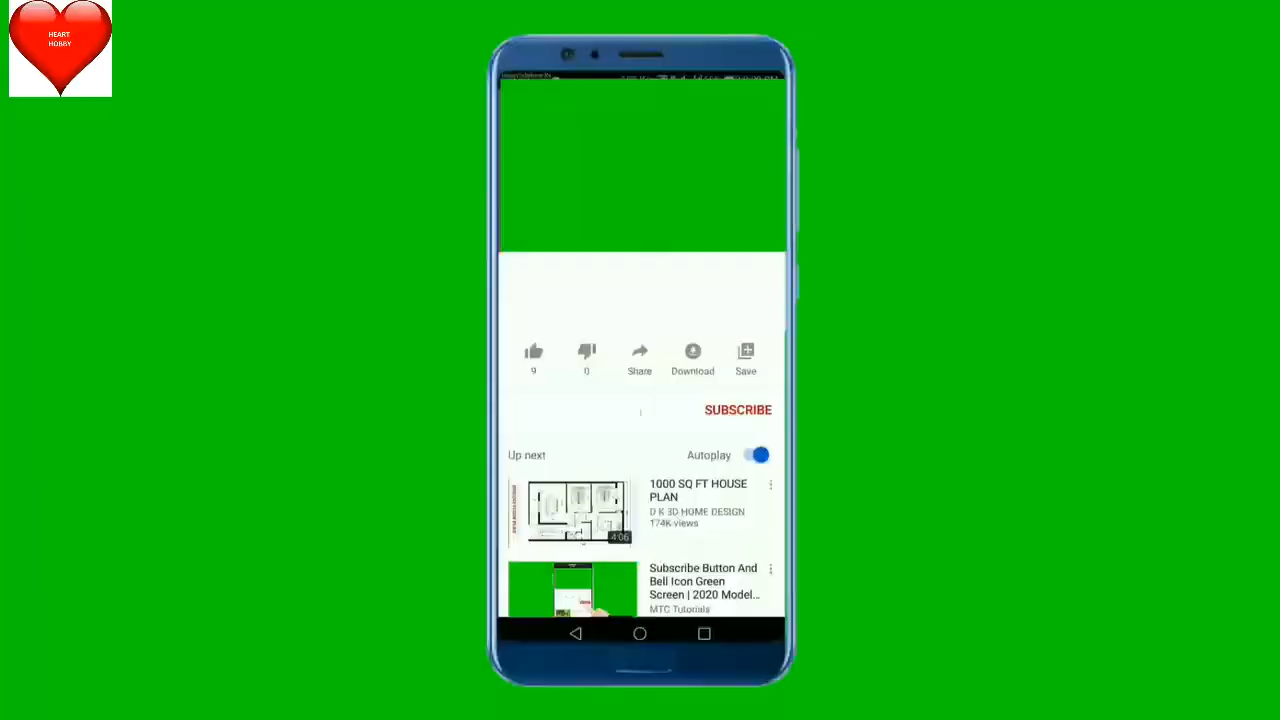 HEART
HOBBY
9
0
Share
Download
Save
SUBSCRIBE
Up next
Autoplay
1000 SQ FT HOUSE
PLAN
D K 3D HOME DESIGN
174K views
4:06
Subscribe Button And
Bell Icon Green
Screen | 2020 Model...
MTC Tutorials